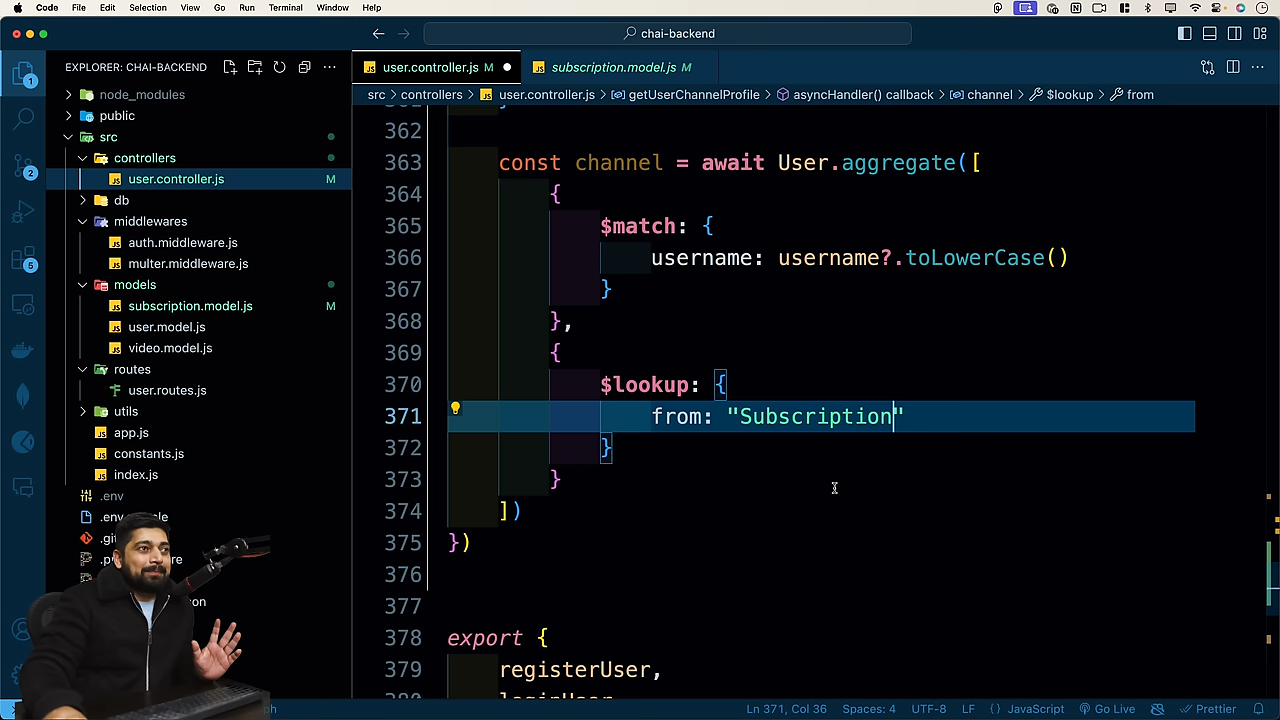 Code File Edit Selection View Go Run Terminal Window Help
chai-backend
EXPLORER: CHAI-BACKEND
user.controller.js M
subscription.model.js M
src > controllers > user.controller.js > getUserChannelProfile > asyncHandler() callback > channel > $lookup > from
node_modules
public
src
controllers
user.controller.js M
db
middlewares
auth.middleware.js
multer.middleware.js
models
subscription.model.js M
user.model.js
video.model.js
routes
user.routes.js
utils
app.js
constants.js
index.js
.env
1
2
5
362
363 const channel = await User.aggregate([
364 {
365 $match: {
366 username: username?.toLowerCase()
367 }
368 },
369 {
370 $lookup: {
371 from: "Subscription"
372 }
373 }
374 ])
375 })
376
377
378 export {
379 registerUser,
Ln 371, Col 36 Spaces: 4 UTF-8 LF {} JavaScript Go Live Prettier